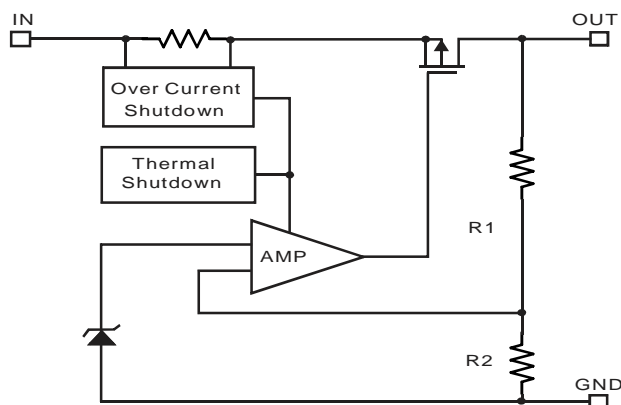 IN
OUT
Over Current
Shutdown
Thermal
Shutdown
R1
AMP
R2
GND